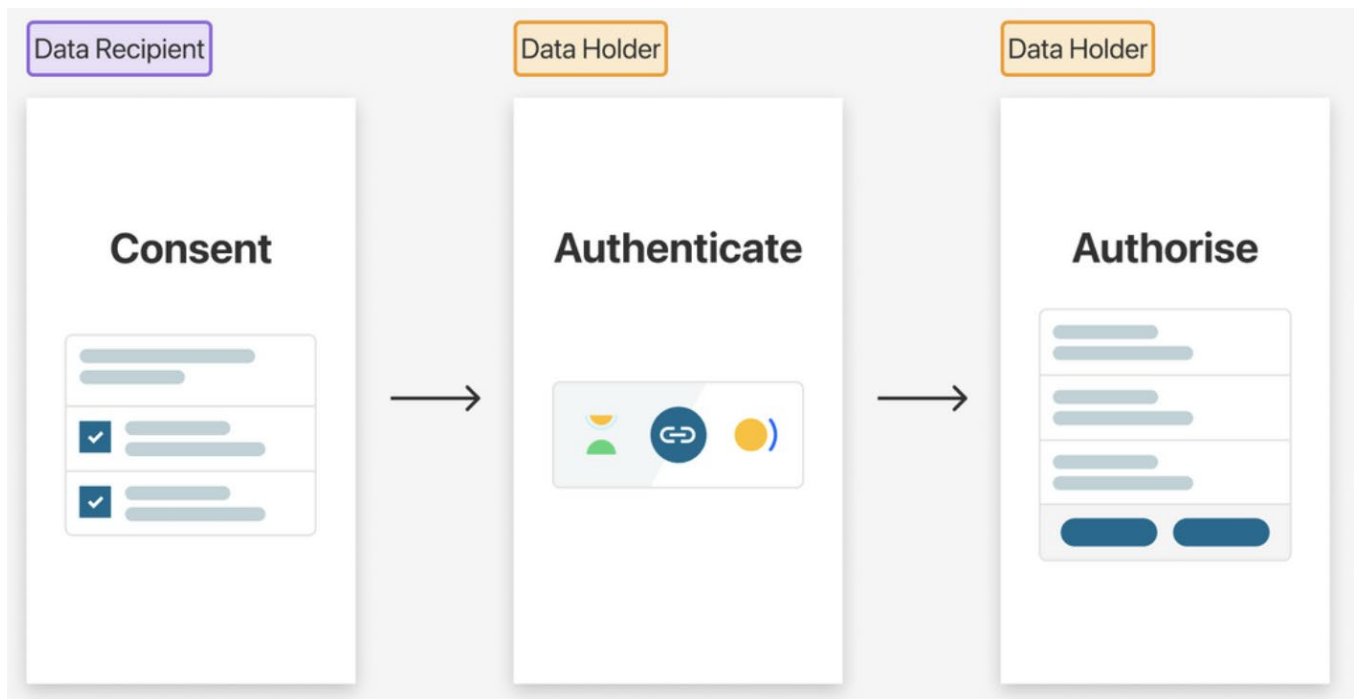 Data Recipient
Data Holder
Data Holder
Consent
Authenticate
Authorise